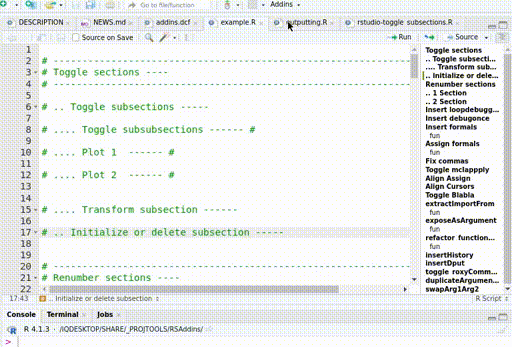 Go to file/function Addins
DESCRIPTION NEWS.md addins.dcf example.R outputting.R rstudio-toggle subsections.R
Source on Save Run Source
1
2 # -----------------------------------------------------------
3 # Toggle sections ----
4 # -----------------------------------------------------------
5
6 # .. Toggle subsections -----
7
8 # .... Toggle subsubsections ------ #
9
10 # .... Plot 1 ------ #
11
12 # .... Plot 2 ------ #
13
14
15 # .... Transform subsection ------
16
17 # .. Initialize or delete subsection -----
18
19
20 # -----------------------------------------------------------
21 # Renumber sections ----
22
Toggle sections
.. Toggle subsecti...
.... Transform sub...
.. Initialize or dele...
Renumber sections
.. 1 Section
.. 2 Section
Insert loopdebugg...
Insert debugonce
Insert formals
fun
Assign formals
fun
Fix commas
Toggle mclappply
Align Assign
Align Cursors
Toggle Blabla
extractImportFrom
fun
exposeAsArgument
fun
refactor_function...
fun
insertHistory
insertDput
toggle roxyComm...
duplicateArgumen...
swapArg1Arg2
17:43 .. Initialize or delete subsection R Script
Console Terminal Jobs
R 4.1.3 · /IQDESKTOP/SHARE/_PROJTOOLS/RSAddins/
>